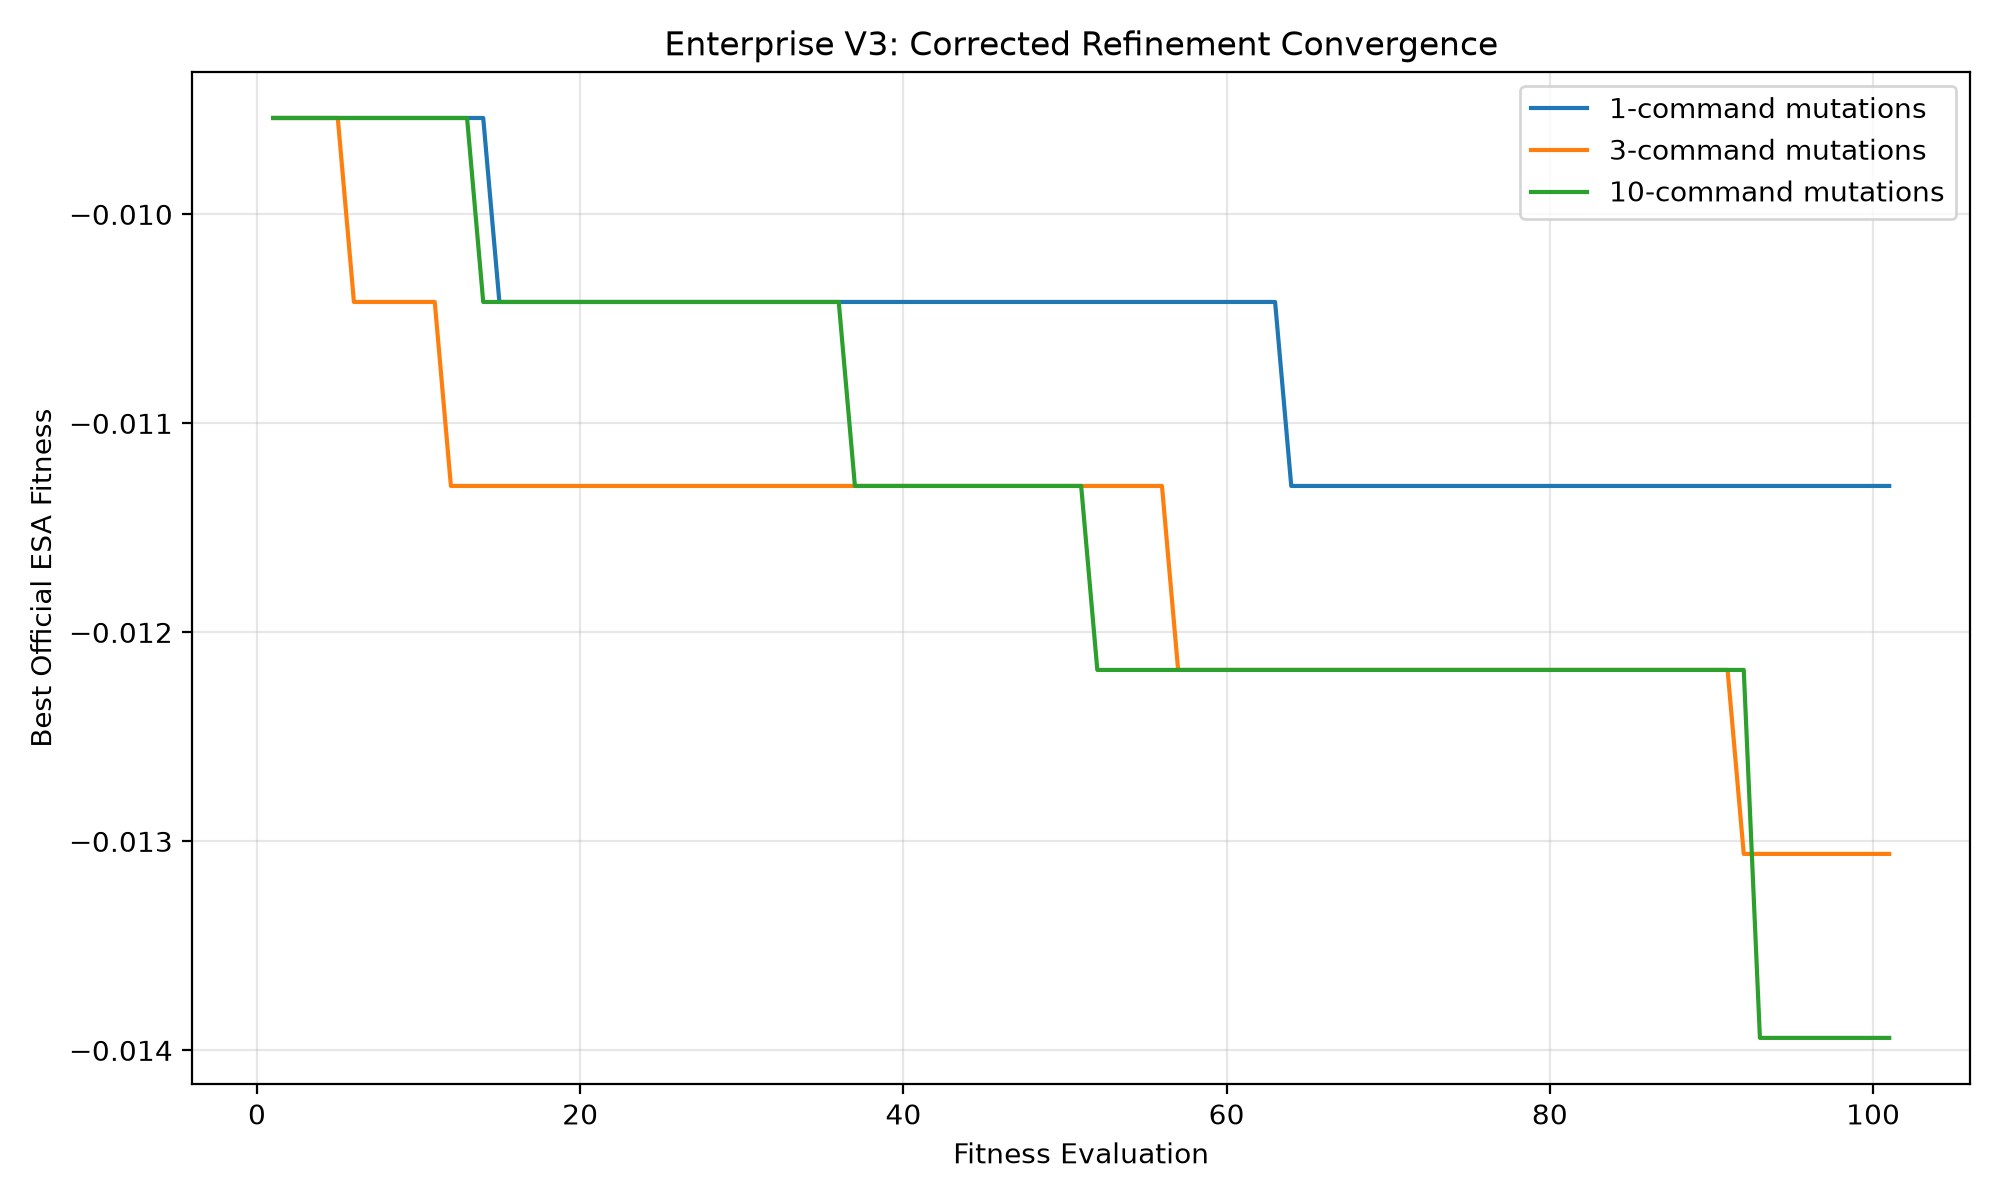 Enterprise V3: Corrected Refinement Convergence
1-command mutations
3-command mutations
10-command mutations
Best Official ESA Fitness
−0.010
−0.011
−0.012
−0.013
−0.014
0 20 40 60 80 100
Fitness Evaluation